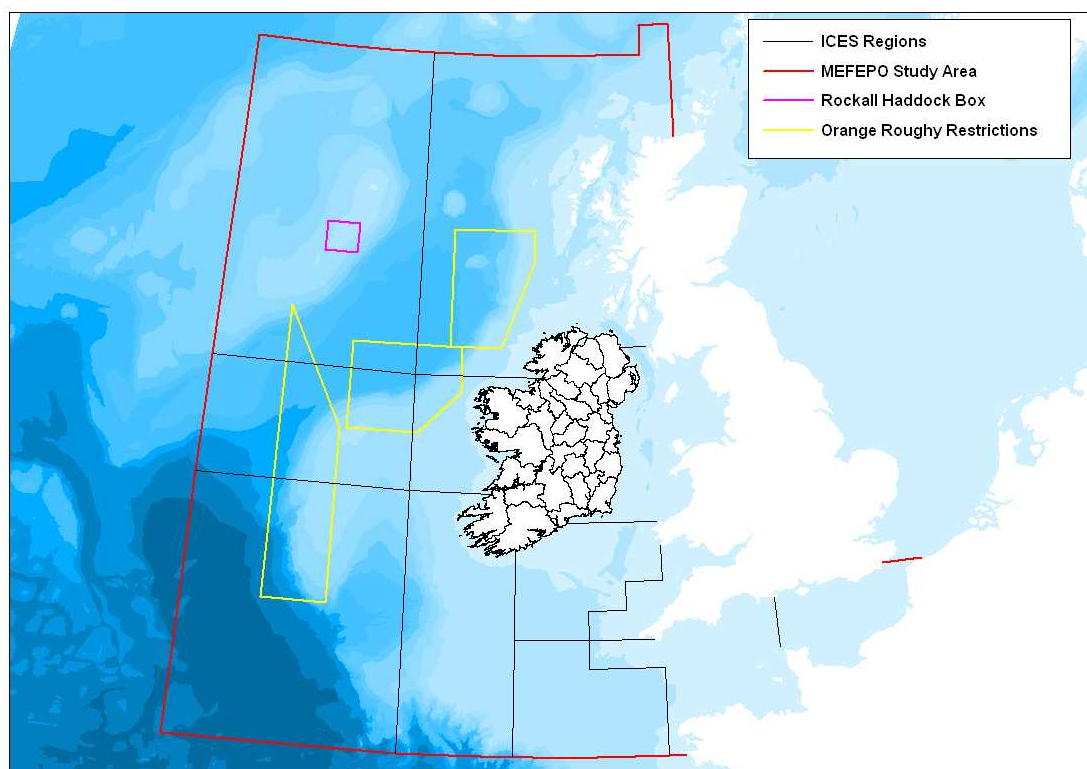 ICES Regions
MEFEPO Study Area
Rockall Haddock Box
Orange Roughy Restrictions